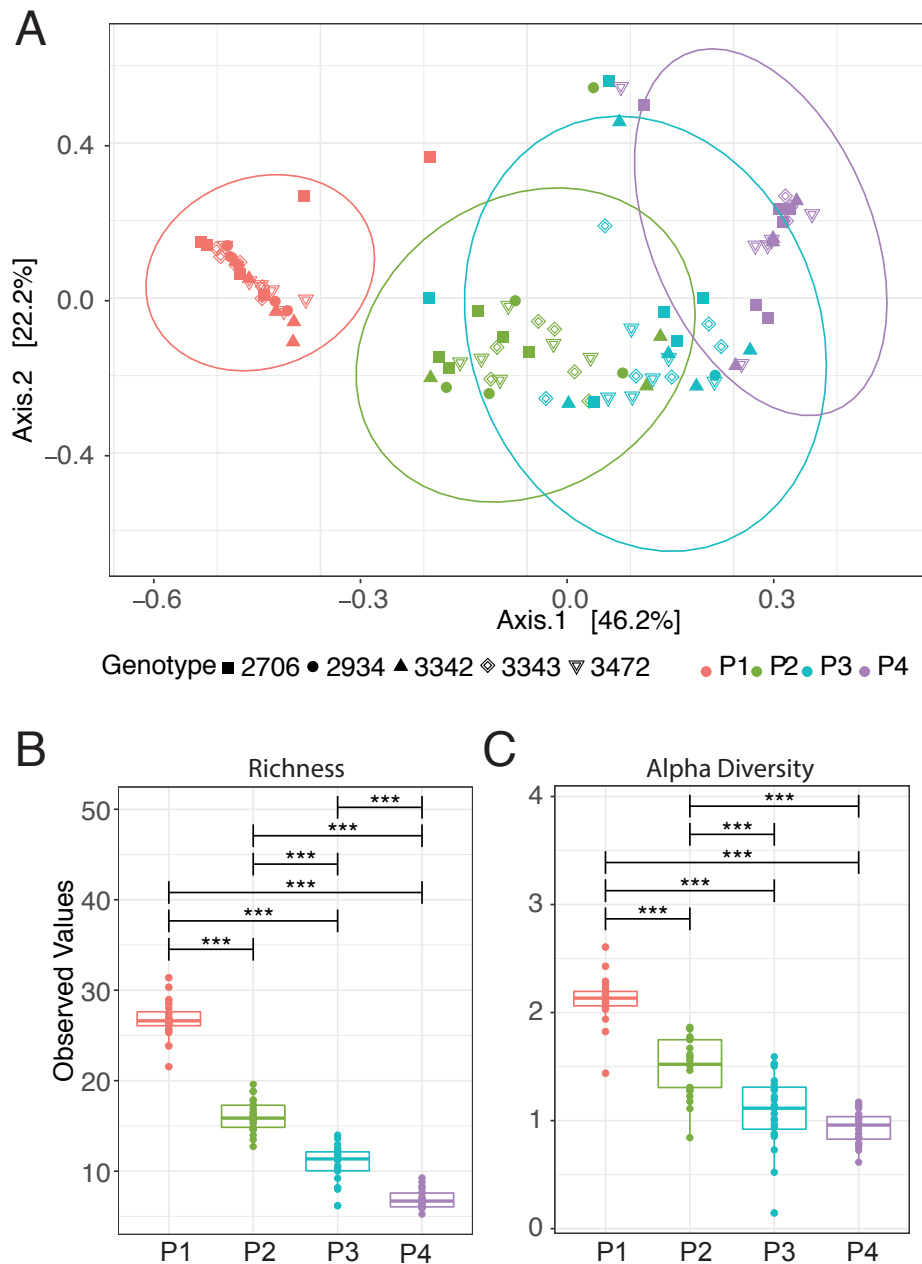 A
Axis.2 [22.2%]
0.4
0.0
−0.4
−0.6 −0.3 0.0 0.3
Axis.1 [46.2%]
Genotype 2706 2934 3342 3343 3472 P1 P2 P3 P4
B
Richness
Observed Values
50
40
30
20
10
***
***
***
***
***
***
P1 P2 P3 P4
C
Alpha Diversity
4
3
2
1
0
***
***
***
***
***
P1 P2 P3 P4